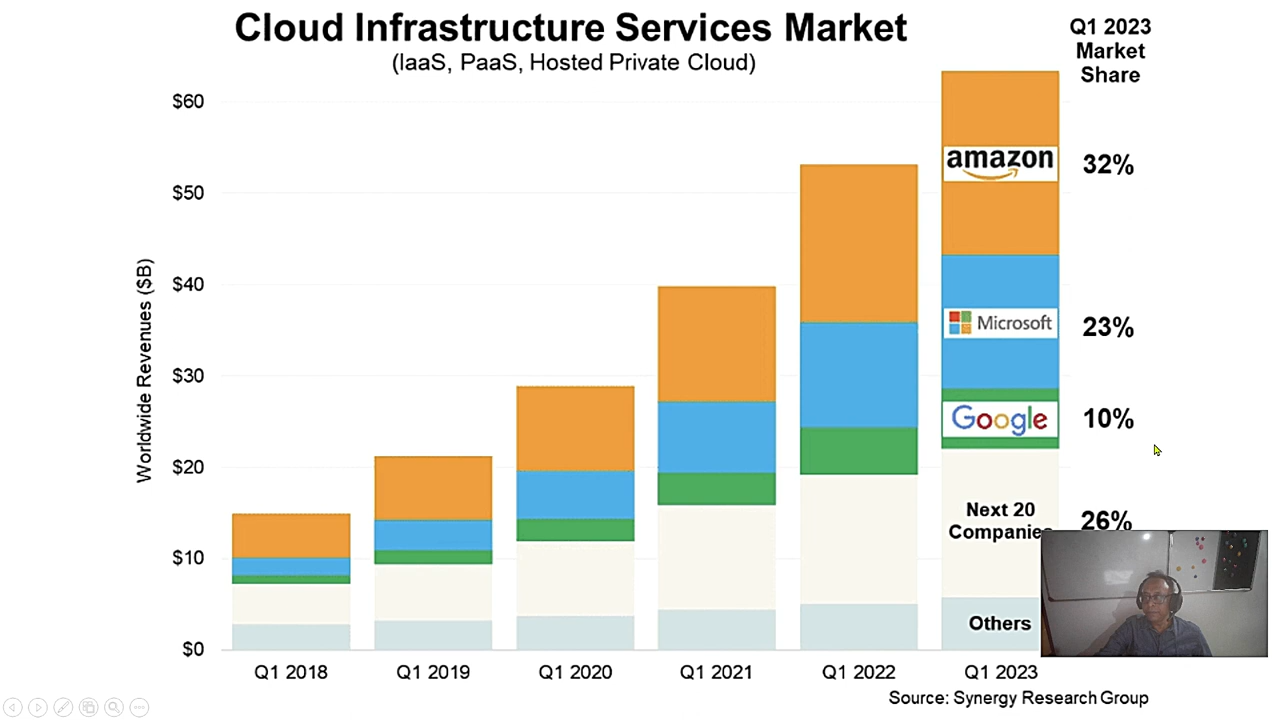 Cloud Infrastructure Services Market
(IaaS, PaaS, Hosted Private Cloud)
Q1 2023
Market
Share
Worldwide Revenues ($B)
$60
$50
$40
$30
$20
$10
$0
amazon
32%
Microsoft
23%
Google
10%
Next 20
Companies
26%
Others
Q1 2018
Q1 2019
Q1 2020
Q1 2021
Q1 2022
Q1 2023
Source: Synergy Research Group